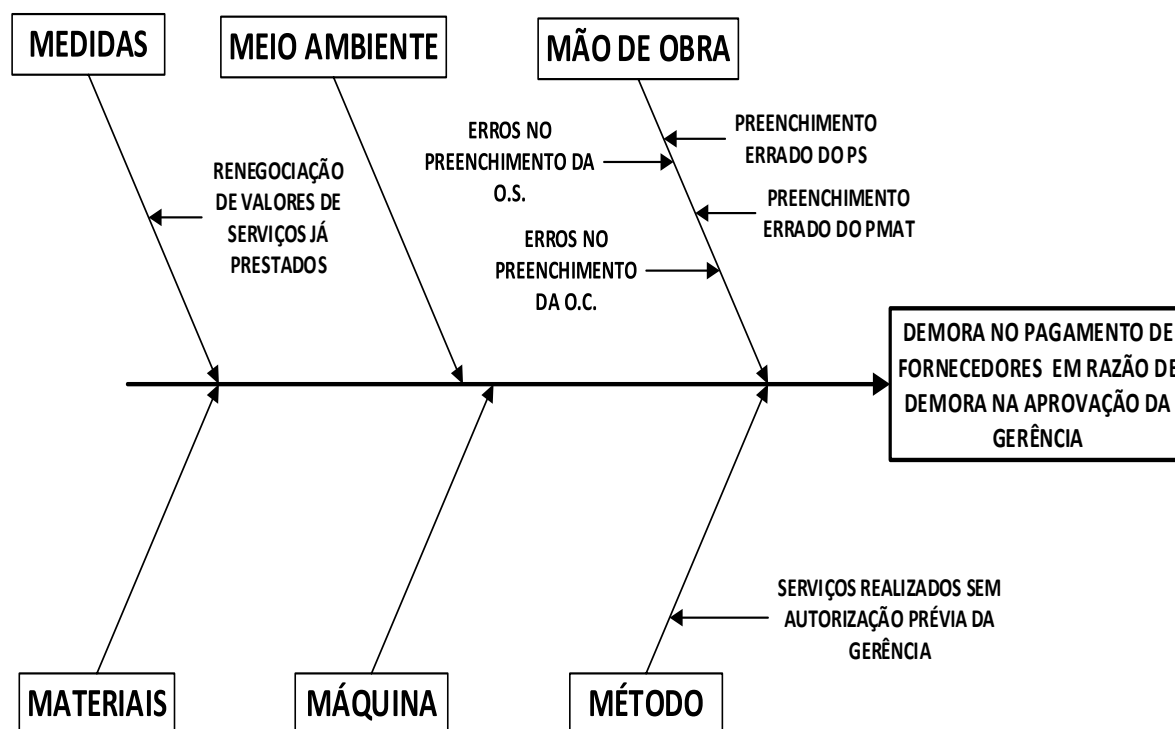 MEDIDAS
MEIO AMBIENTE
MÃO DE OBRA
RENEGOCIAÇÃO
DE VALORES DE
SERVIÇOS JÁ
PRESTADOS
ERROS NO
PREENCHIMENTO DA
O.S.
PREENCHIMENTO
ERRADO DO PS
PREENCHIMENTO
ERRADO DO PMAT
ERROS NO
PREENCHIMENTO
DA O.C.
DEMORA NO PAGAMENTO DE
FORNECEDORES EM RAZÃO DE
DEMORA NA APROVAÇÃO DA
GERÊNCIA
SERVIÇOS REALIZADOS SEM
AUTORIZAÇÃO PRÉVIA DA
GERÊNCIA
MATERIAIS
MÁQUINA
MÉTODO